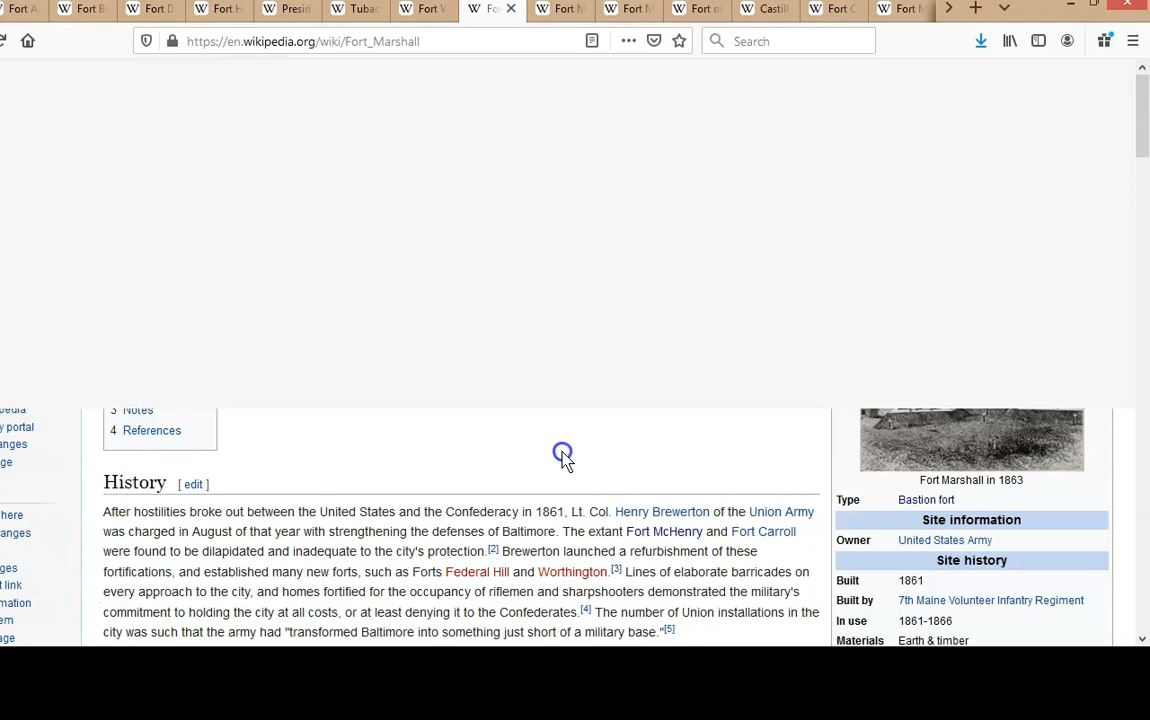 Fort A
Fort B
Fort D
Fort H
Presid
Tubac
Fort V
Fo
Fort M
Fort M
Fort o
Castill
Fort C
Fort M
https://en.wikipedia.org/wiki/Fort_Marshall
Search
3 Notes
4 References
pedia
y portal
anges
ge
here
anges
ges
t link
mation
em
age
History [ edit ]
After hostilities broke out between the United States and the Confederacy in 1861, Lt. Col. Henry Brewerton of the Union Army
was charged in August of that year with strengthening the defenses of Baltimore. The extant Fort McHenry and Fort Carroll
were found to be dilapidated and inadequate to the city's protection.[2] Brewerton launched a refurbishment of these
fortifications, and established many new forts, such as Forts Federal Hill and Worthington.[3] Lines of elaborate barricades on
every approach to the city, and homes fortified for the occupancy of riflemen and sharpshooters demonstrated the military's
commitment to holding the city at all costs, or at least denying it to the Confederates.[4] The number of Union installations in the
city was such that the army had "transformed Baltimore into something just short of a military base."[5]
Fort Marshall in 1863
Type Bastion fort
Site information
Owner United States Army
Site history
Built 1861
Built by 7th Maine Volunteer Infantry Regiment
In use 1861-1866
Materials Earth & timber